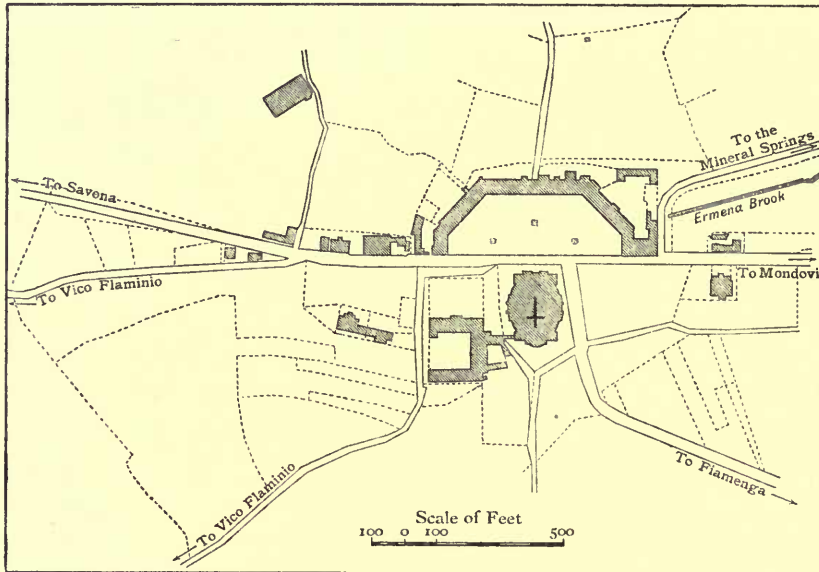 To the
Mineral Springs
To Savona
Ermena Brook
To Mondovi
To Vico Flaminio
To Vico Flaminio
To Fiamenga
Scale of Feet
100 0 100 500